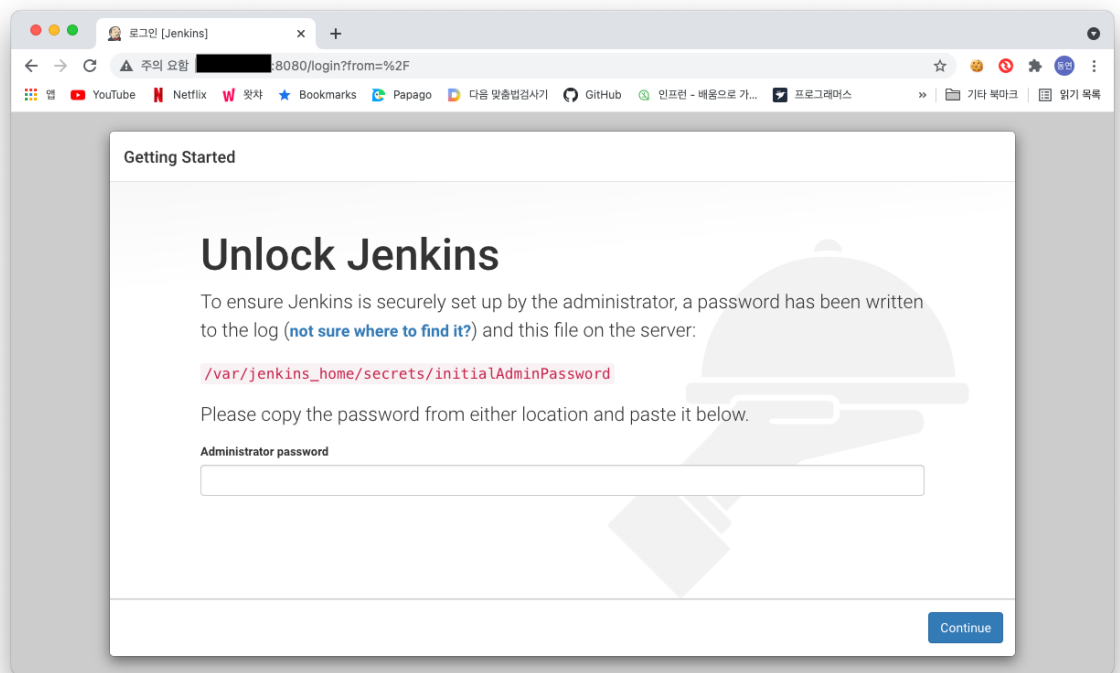 로그인 [Jenkins]
주의 요함 :8080/login?from=%2F
동연
앱 YouTube Netflix 왓챠 Bookmarks Papago 다음 맞춤법검사기 GitHub 인프런 - 배움으로 가... 프로그래머스 » 기타 북마크 읽기 목록
Getting Started
Unlock Jenkins
To ensure Jenkins is securely set up by the administrator, a password has been written
to the log (not sure where to find it?) and this file on the server:
/var/jenkins_home/secrets/initialAdminPassword
Please copy the password from either location and paste it below.
Administrator password
Continue